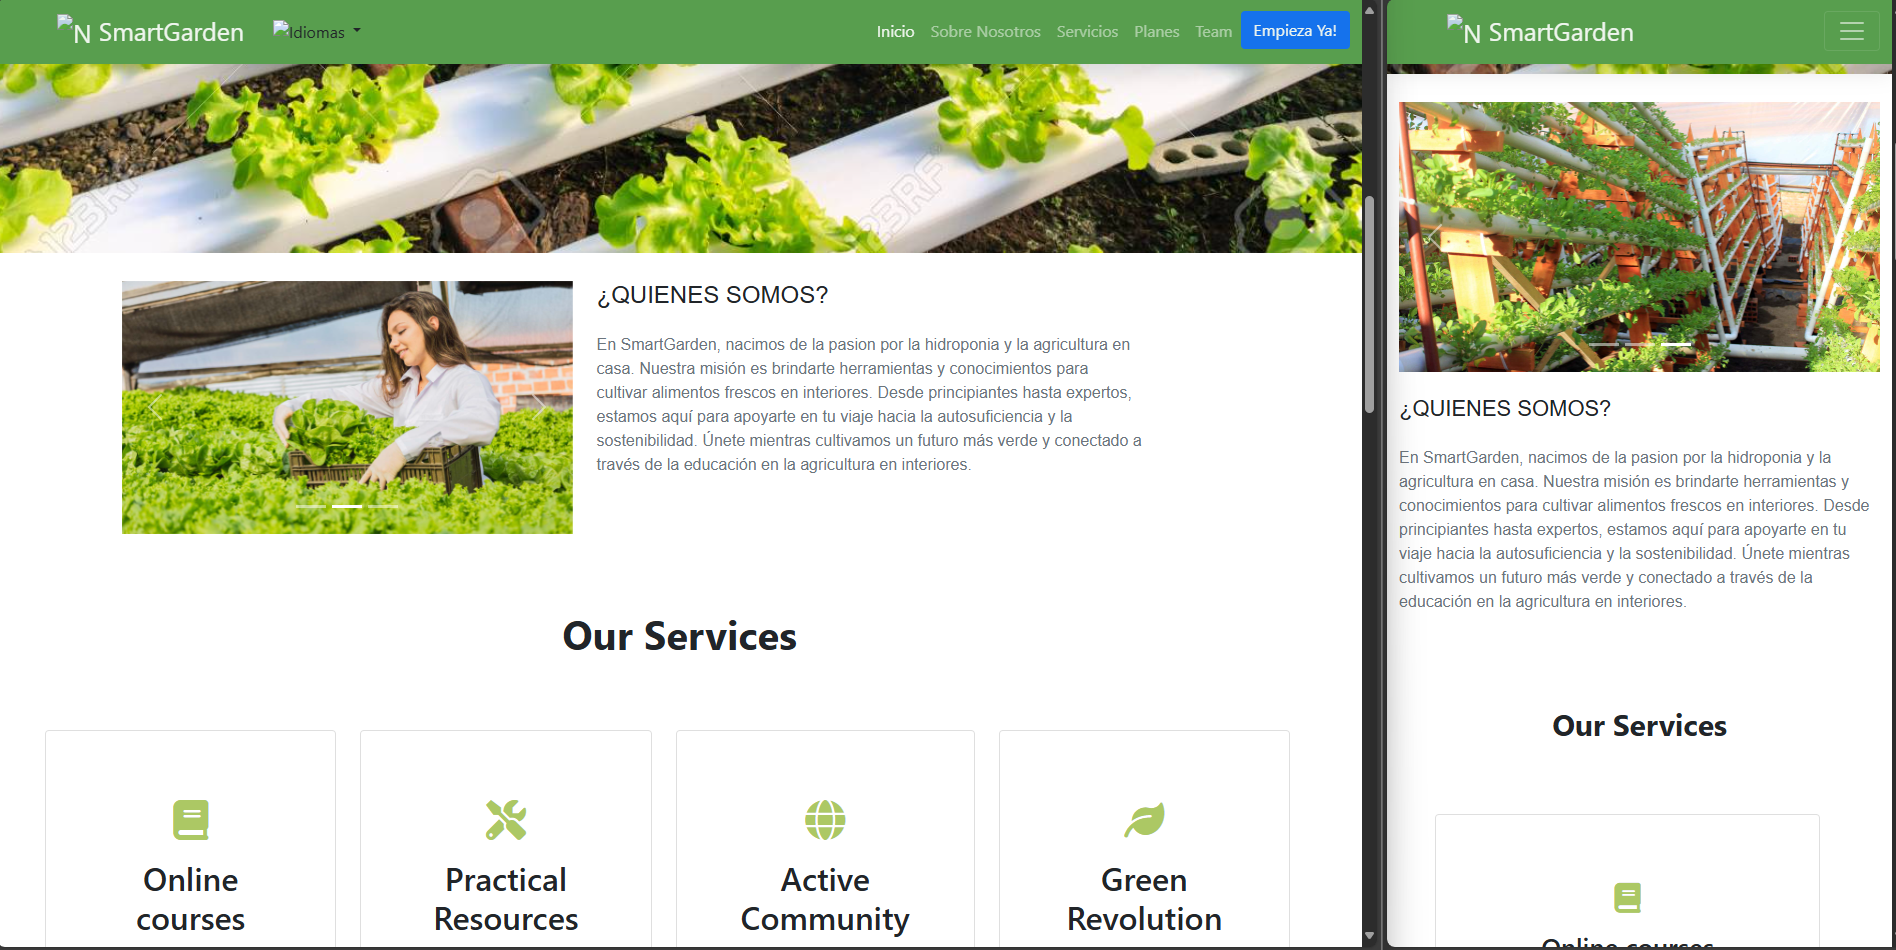 N SmartGarden
Idiomas
Inicio
Sobre Nosotros
Servicios
Planes
Team
Empieza Ya!
123RF
123RF
¿QUIENES SOMOS?
En SmartGarden, nacimos de la pasion por la hidroponia y la agricultura en
casa. Nuestra misión es brindarte herramientas y conocimientos para
cultivar alimentos frescos en interiores. Desde principiantes hasta expertos,
estamos aquí para apoyarte en tu viaje hacia la autosuficiencia y la
sostenibilidad. Únete mientras cultivamos un futuro más verde y conectado a
través de la educación en la agricultura en interiores.
Our Services
Online
courses
Practical
Resources
Active
Community
Green
Revolution
N SmartGarden
¿QUIENES SOMOS?
En SmartGarden, nacimos de la pasion por la hidroponia y la
agricultura en casa. Nuestra misión es brindarte herramientas y
conocimientos para cultivar alimentos frescos en interiores. Desde
principiantes hasta expertos, estamos aquí para apoyarte en tu
viaje hacia la autosuficiencia y la sostenibilidad. Únete mientras
cultivamos un futuro más verde y conectado a través de la
educación en la agricultura en interiores.
Our Services
Online courses